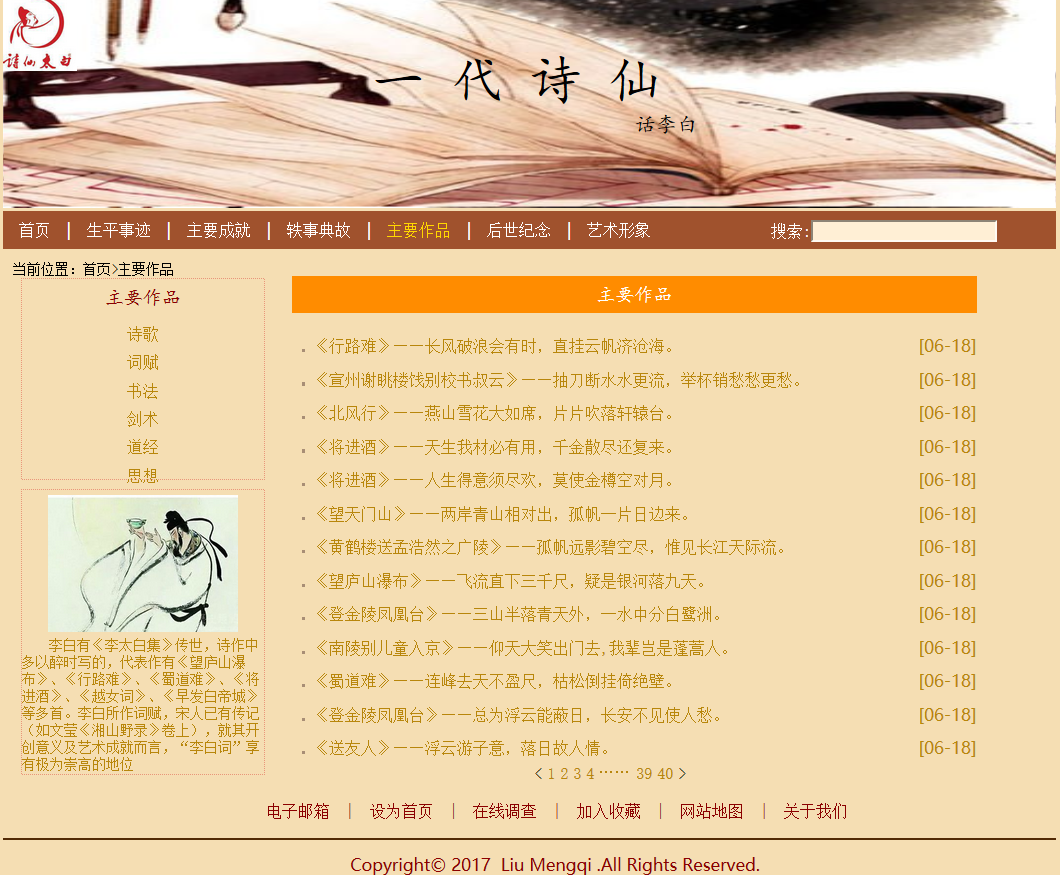 诗仙太白
一代诗仙
话李白
首页 | 生平事迹 | 主要成就 | 轶事典故 | 主要作品 | 后世纪念 | 艺术形象 搜索:
当前位置：首页>主要作品
主要作品
诗歌
词赋
书法
剑术
道经
思想
李白有《李太白集》传世，诗作中
多以醉时写的，代表作有《望庐山瀑
布》、《行路难》、《蜀道难》、《将
进酒》、《越女词》、《早发白帝城》
等多首。李白所作词赋，宋人已有传记
（如文莹《湘山野录》卷上），就其开
创意义及艺术成就而言，“李白词”享
有极为崇高的地位
主要作品
.《行路难》——长风破浪会有时，直挂云帆济沧海。 [06-18]
.《宣州谢眺楼饯别校书叔云》——抽刀断水水更流，举杯销愁愁更愁。 [06-18]
.《北风行》——燕山雪花大如席，片片吹落轩辕台。 [06-18]
.《将进酒》——天生我材必有用，千金散尽还复来。 [06-18]
.《将进酒》——人生得意须尽欢，莫使金樽空对月。 [06-18]
.《望天门山》——两岸青山相对出，孤帆一片日边来。 [06-18]
.《黄鹤楼送孟浩然之广陵》——孤帆远影碧空尽，惟见长江天际流。 [06-18]
.《望庐山瀑布》——飞流直下三千尺，疑是银河落九天。 [06-18]
.《登金陵凤凰台》——三山半落青天外，一水中分白鹭洲。 [06-18]
.《南陵别儿童入京》——仰天大笑出门去,我辈岂是蓬蒿人。 [06-18]
.《蜀道难》——连峰去天不盈尺，枯松倒挂倚绝壁。 [06-18]
.《登金陵凤凰台》——总为浮云能蔽日，长安不见使人愁。 [06-18]
.《送友人》——浮云游子意，落日故人情。 [06-18]
< 1 2 3 4 …… 39 40 >
电子邮箱 | 设为首页 | 在线调查 | 加入收藏 | 网站地图 | 关于我们
Copyright© 2017 Liu Mengqi .All Rights Reserved.